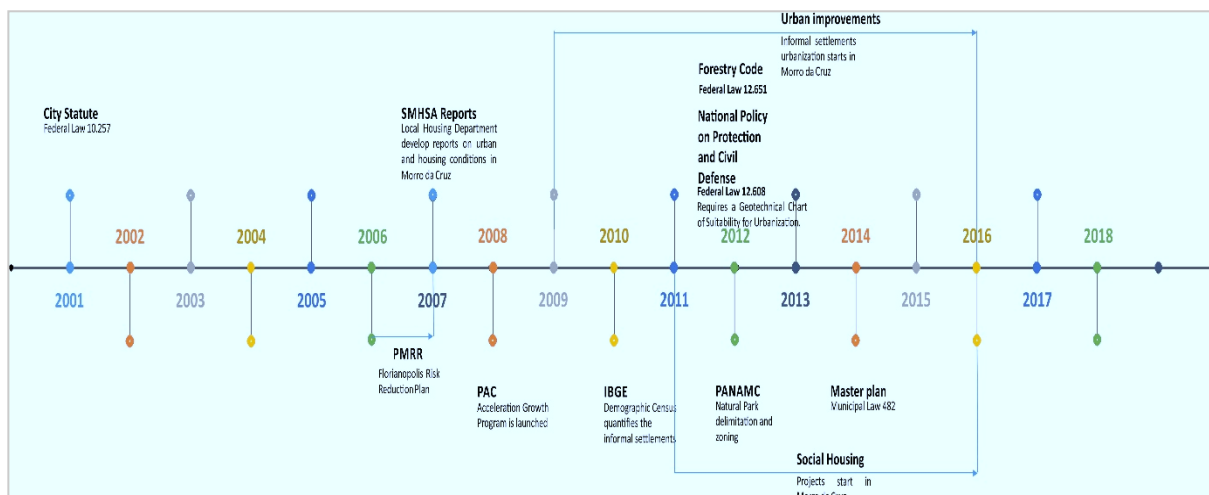 Urban improvements
Informal settlements
urbanization starts in
Morro da Cruz
Forestry Code
Federal Law 12.651
National Policy
on Protection
and Civil
Defense
Federal Law 12.608
Requires a Geotechnical Chart
of Suitability for Urbanization.
City Statute
Federal Law 10.257
SMHSA Reports
Local Housing Department
develop reports on urban
and housing conditions in
Morro da Cruz
2002
2004
2006
2008
2010
2012
2014
2016
2018
2001
2003
2005
2007
2009
2011
2013
2015
2017
PMRR
Florianopolis Risk
Reduction Plan
PAC
Acceleration Growth
Program is launched
IBGE
Demographic Census
quantifies the
informal settlements
PANAMC
Natural Park
delimitation and
zoning
Master plan
Municipal Law 482
Social Housing
Projects start in